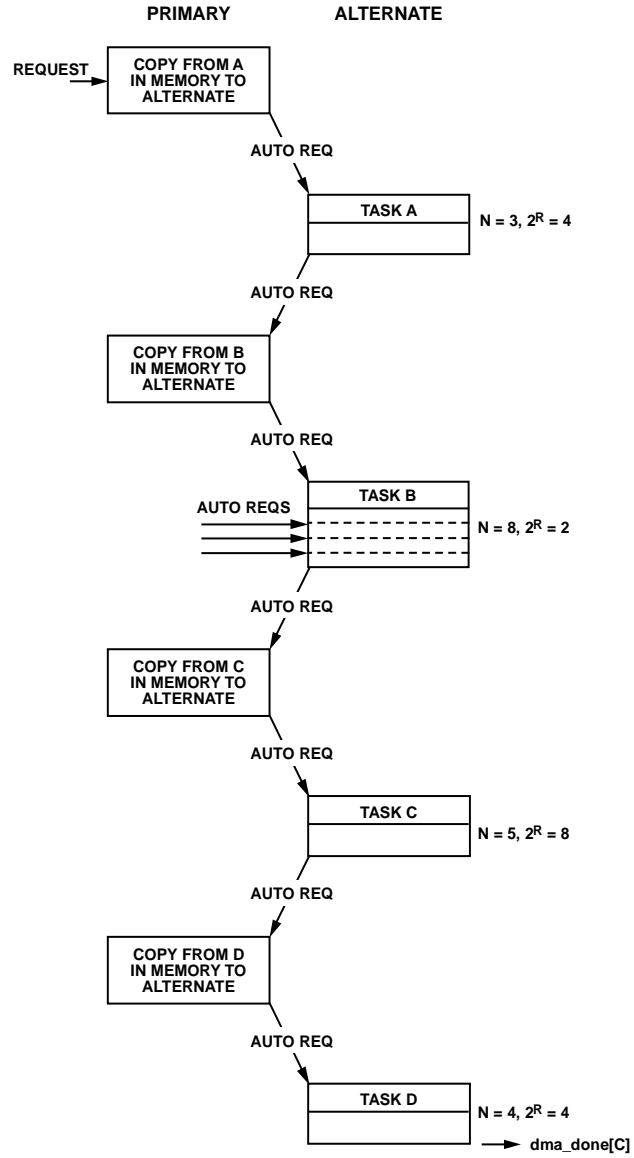 PRIMARY
ALTERNATE
REQUEST
COPY FROM A
IN MEMORY TO
ALTERNATE
AUTO REQ
TASK A
N = 3, 2ᴿ = 4
AUTO REQ
COPY FROM B
IN MEMORY TO
ALTERNATE
AUTO REQ
TASK B
AUTO REQS
N = 8, 2ᴿ = 2
AUTO REQ
COPY FROM C
IN MEMORY TO
ALTERNATE
AUTO REQ
TASK C
N = 5, 2ᴿ = 8
AUTO REQ
COPY FROM D
IN MEMORY TO
ALTERNATE
AUTO REQ
TASK D
N = 4, 2ᴿ = 4
dma_done[C]